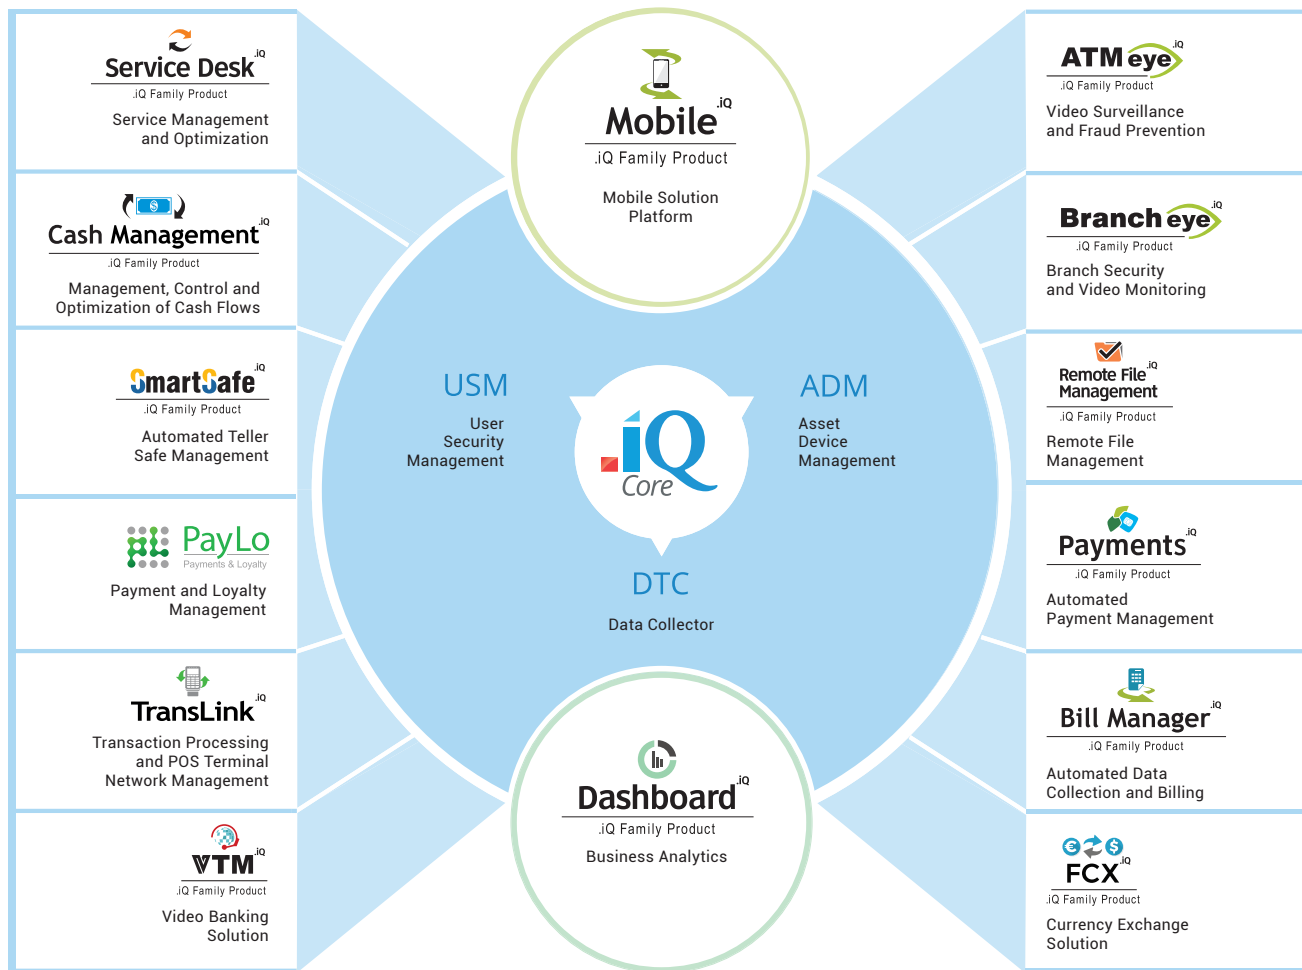 Service Desk .iQ
.iQ Family Product
Service Management
and Optimization
Cash Management .iQ
.iQ Family Product
Management, Control and
Optimization of Cash Flows
SmartSafe .iQ
.iQ Family Product
Automated Teller
Safe Management
PayLo
Payments & Loyalty
Payment and Loyalty
Management
TransLink .iQ
Transaction Processing
and POS Terminal
Network Management
VTM .iQ
.iQ Family Product
Video Banking
Solution
Mobile .iQ
.iQ Family Product
Mobile Solution
Platform
USM
User
Security
Management
.iQ
Core
ADM
Asset
Device
Management
DTC
Data Collector
Dashboard .iQ
.iQ Family Product
Business Analytics
ATM eye .iQ
.iQ Family Product
Video Surveillance
and Fraud Prevention
Branch eye .iQ
.iQ Family Product
Branch Security
and Video Monitoring
Remote File .iQ
Management
.iQ Family Product
Remote File
Management
Payments .iQ
.iQ Family Product
Automated
Payment Management
Bill Manager .iQ
.iQ Family Product
Automated Data
Collection and Billing
FCX .iQ
.iQ Family Product
Currency Exchange
Solution